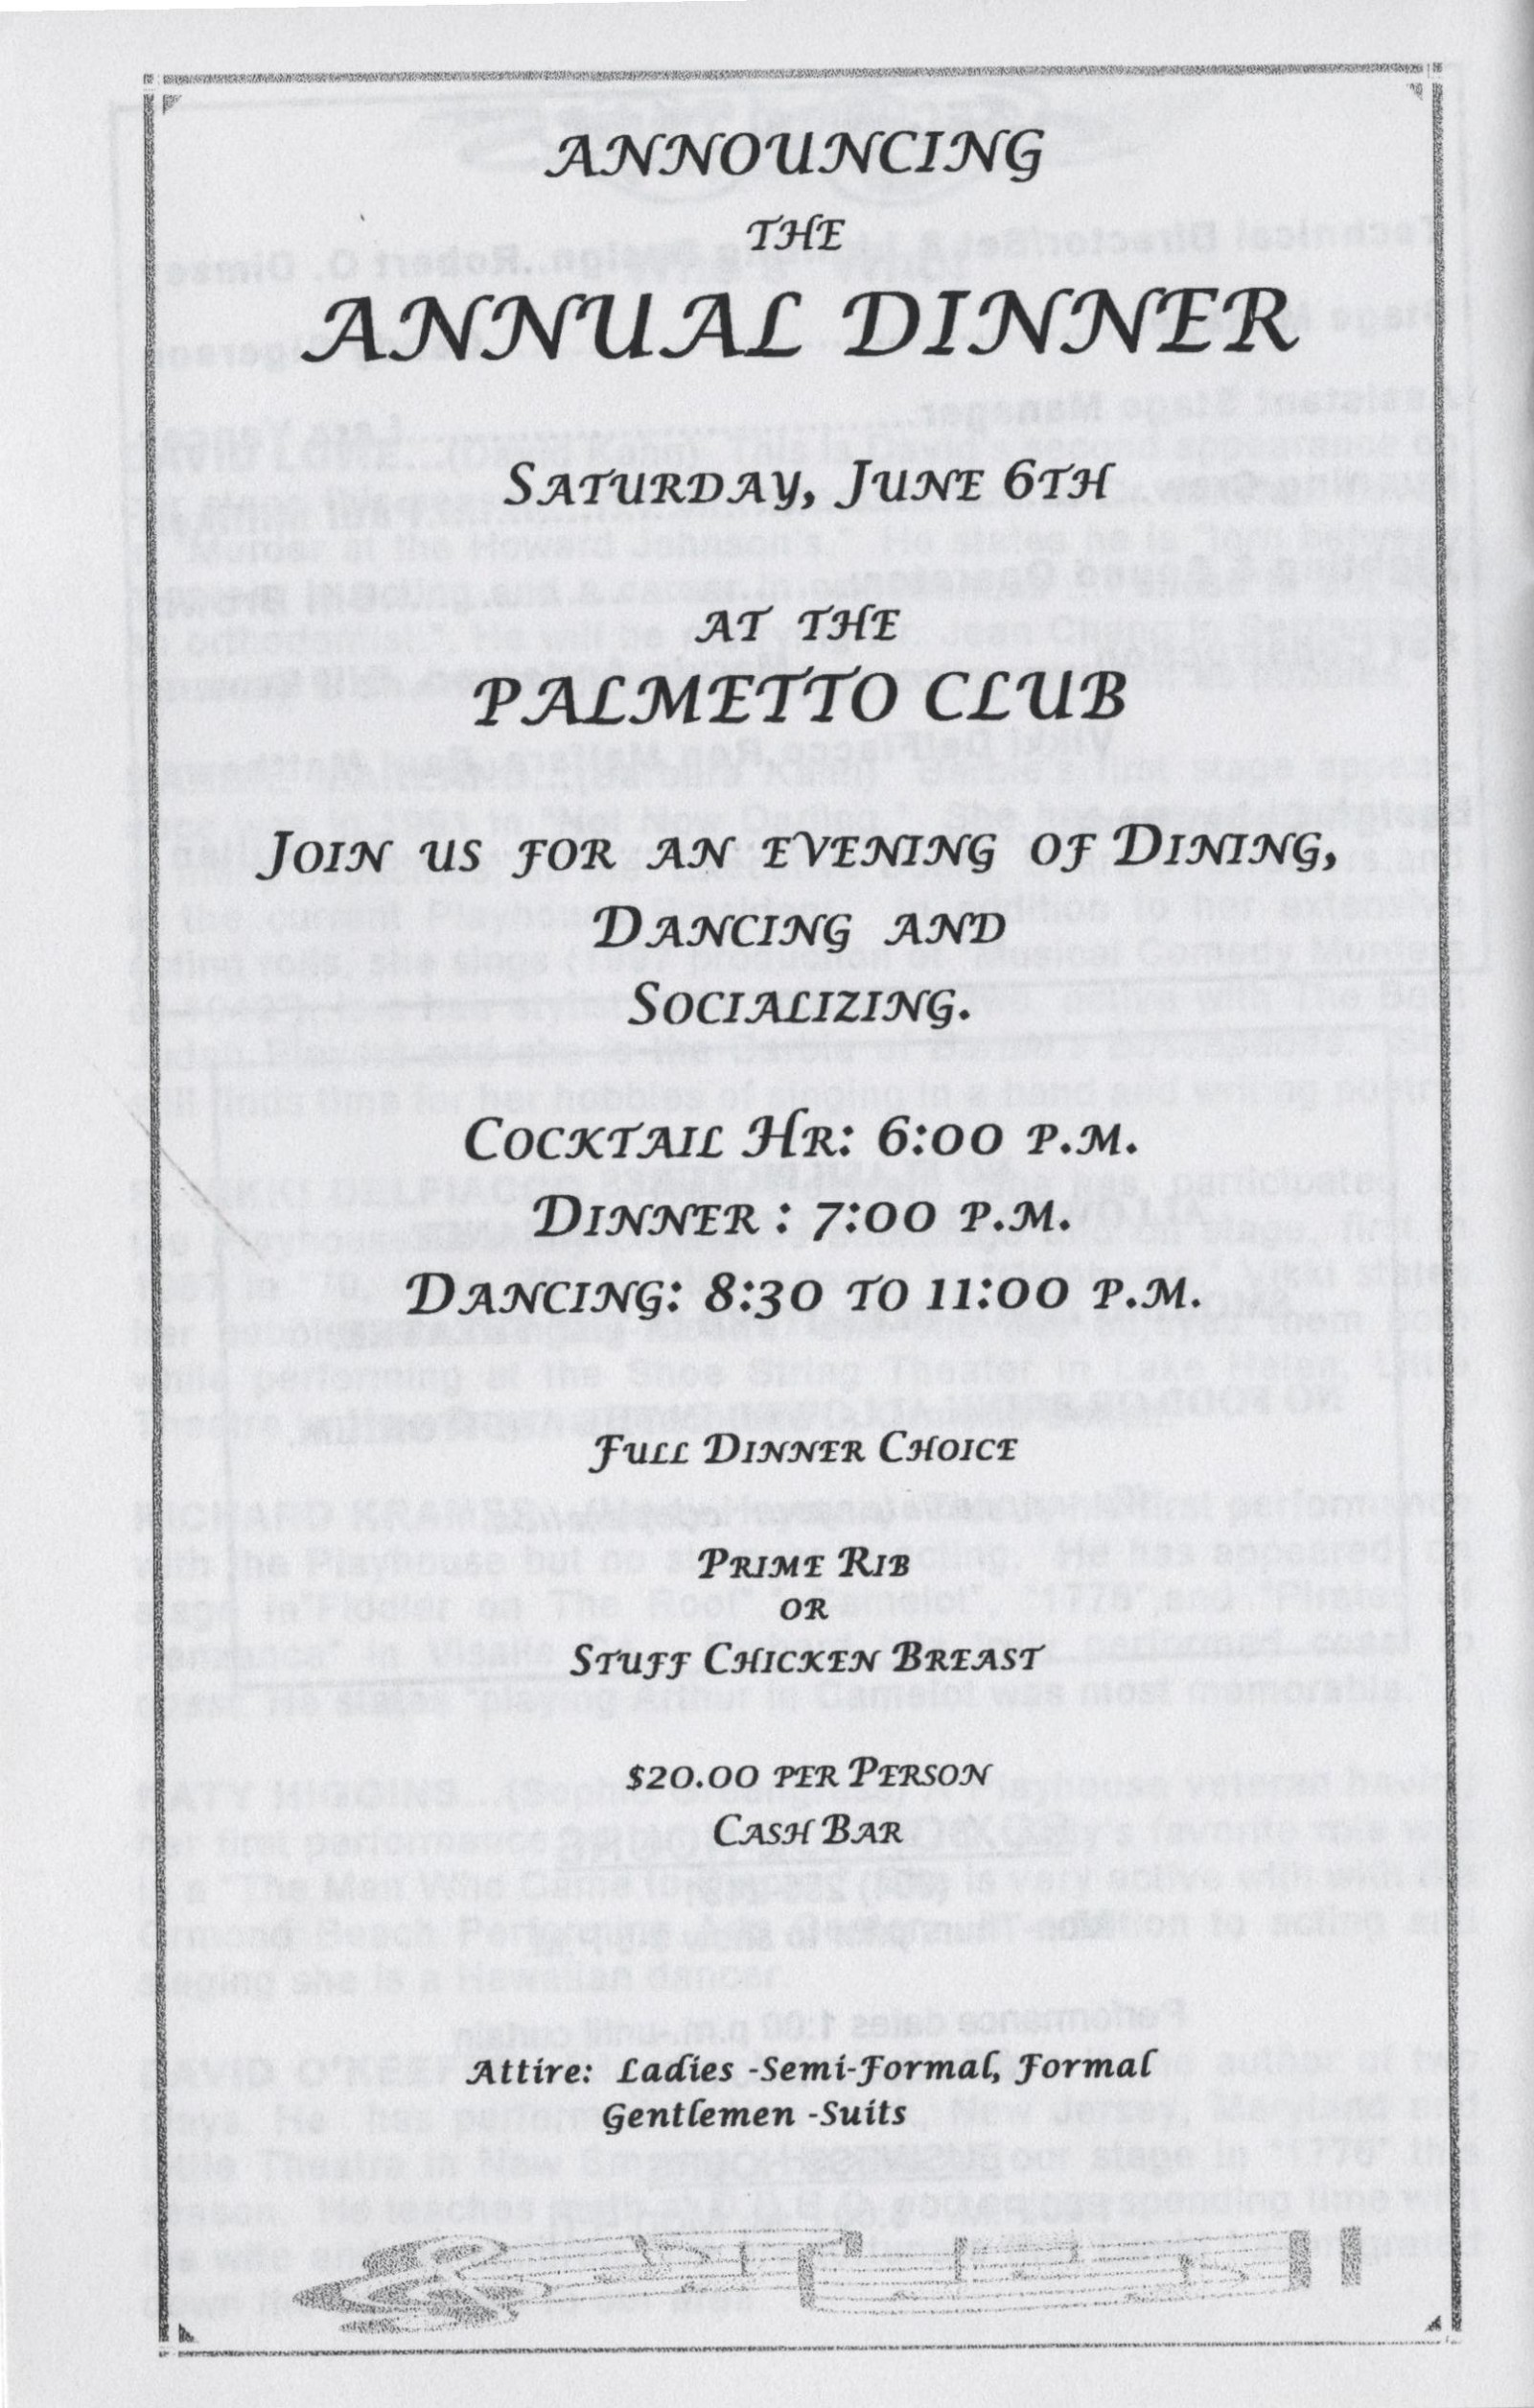 ANNOUNCING
THE
ANNUAL DINNER
SATURDAY, JUNE 6TH
AT THE
PALMETTO CLUB
JOIN US FOR AN EVENING OF DINING,
DANCING AND
SOCIALIZING.
COCKTAIL HR: 6:00 P.M.
DINNER : 7:00 P.M.
DANCING: 8:30 TO 11:00 P.M.
FULL DINNER CHOICE
PRIME RIB
OR
STUFF CHICKEN BREAST
$20.00 PER PERSON
CASH BAR
Attire: Ladies -Semi-Formal, Formal
Gentlemen -Suits